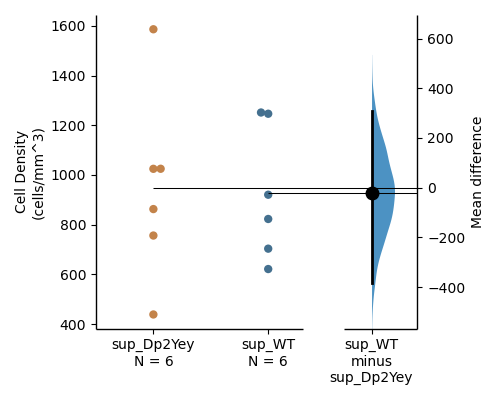 Cell Density
(cells/mm^3)
1600
1400
1200
1000
800
600
400
sup_Dp2Yey
N = 6
sup_WT
N = 6
sup_WT
minus
sup_Dp2Yey
600
400
200
0
−200
−400
Mean difference